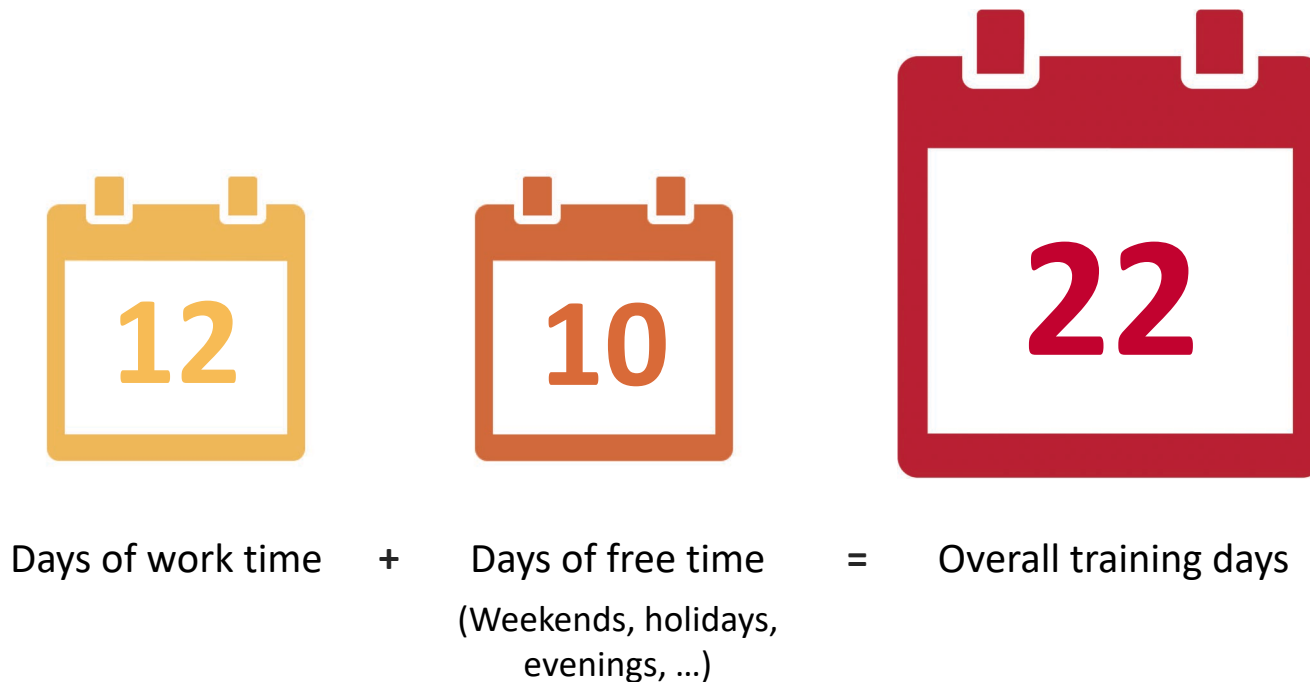 12
10
22
Days of work time + Days of free time = Overall training days
(Weekends, holidays,
evenings, …)